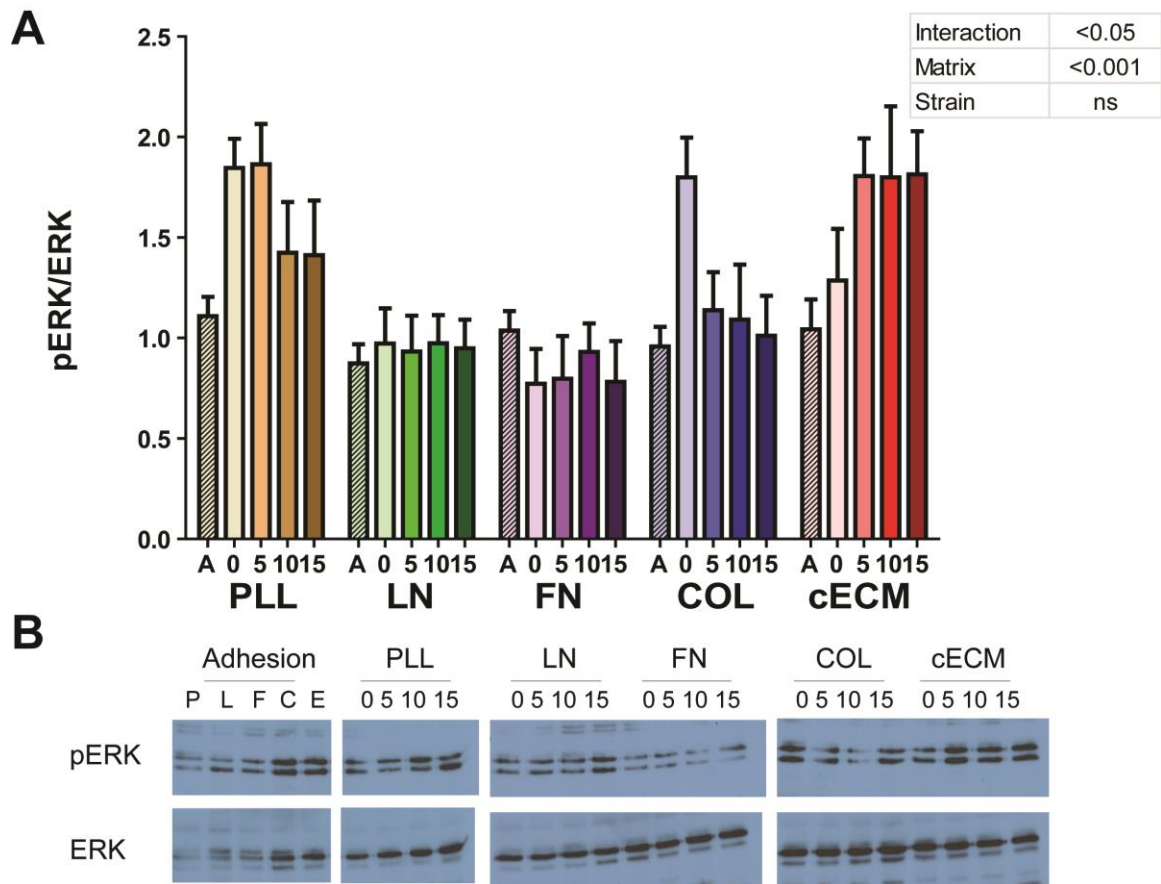 A
2.5
2.0
1.5
1.0
0.5
0.0
pERK/ERK
Interaction <0.05
Matrix <0.001
Strain ns
A 0 5 10 15 A 0 5 10 15 A 0 5 10 15 A 0 5 10 15 A 0 5 10 15
PLL LN FN COL cECM
B
Adhesion PLL LN FN COL cECM
P L F C E 0 5 10 15 0 5 10 15 0 5 10 15 0 5 10 15 0 5 10 15
pERK
ERK